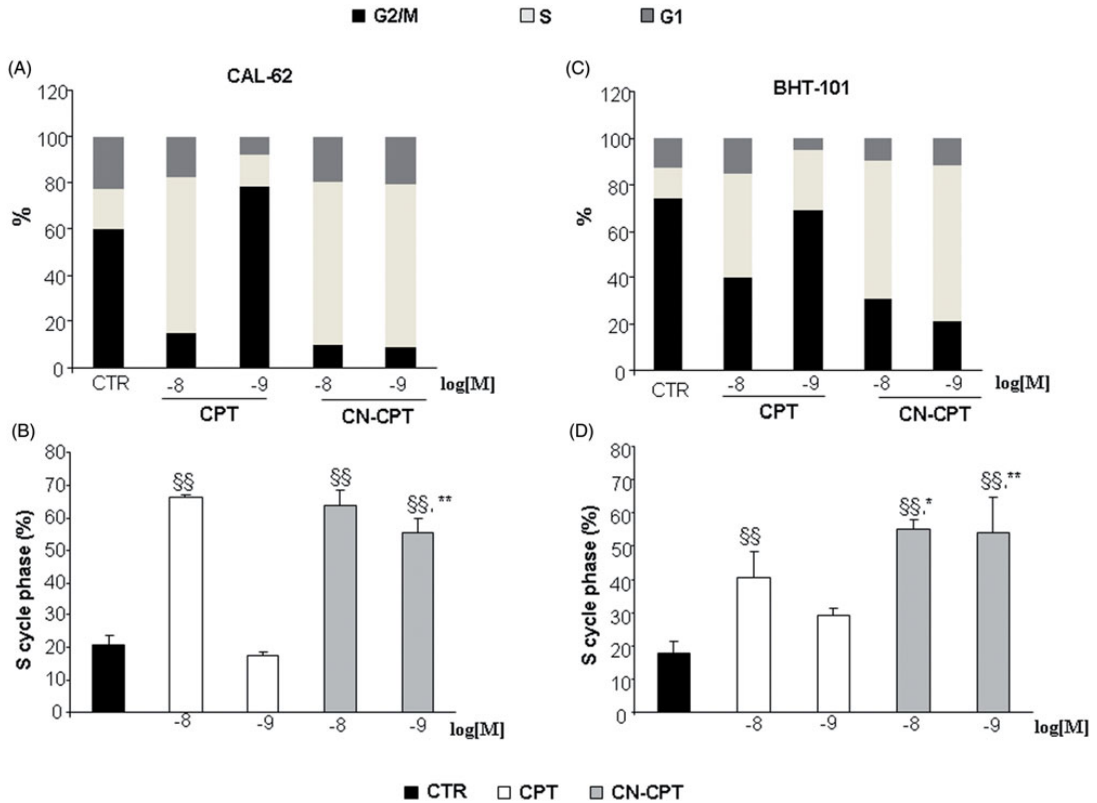 G2/M S G1
(A)
CAL-62
120
100
80
60
40
20
0
%
CTR -8 -9 -8 -9 log[M]
CPT CN-CPT
(C)
BHT-101
120
100
80
60
40
20
0
%
CTR -8 -9 -8 -9 log[M]
CPT CN-CPT
(B)
80
70
60
50
40
30
20
10
0
S cycle phase (%)
§§ §§ §§, **
-8 -9 -8 -9 log[M]
(D)
80
70
60
50
40
30
20
10
0
S cycle phase (%)
§§ §§,* §§,**
-8 -9 -8 -9 log[M]
CTR CPT CN-CPT